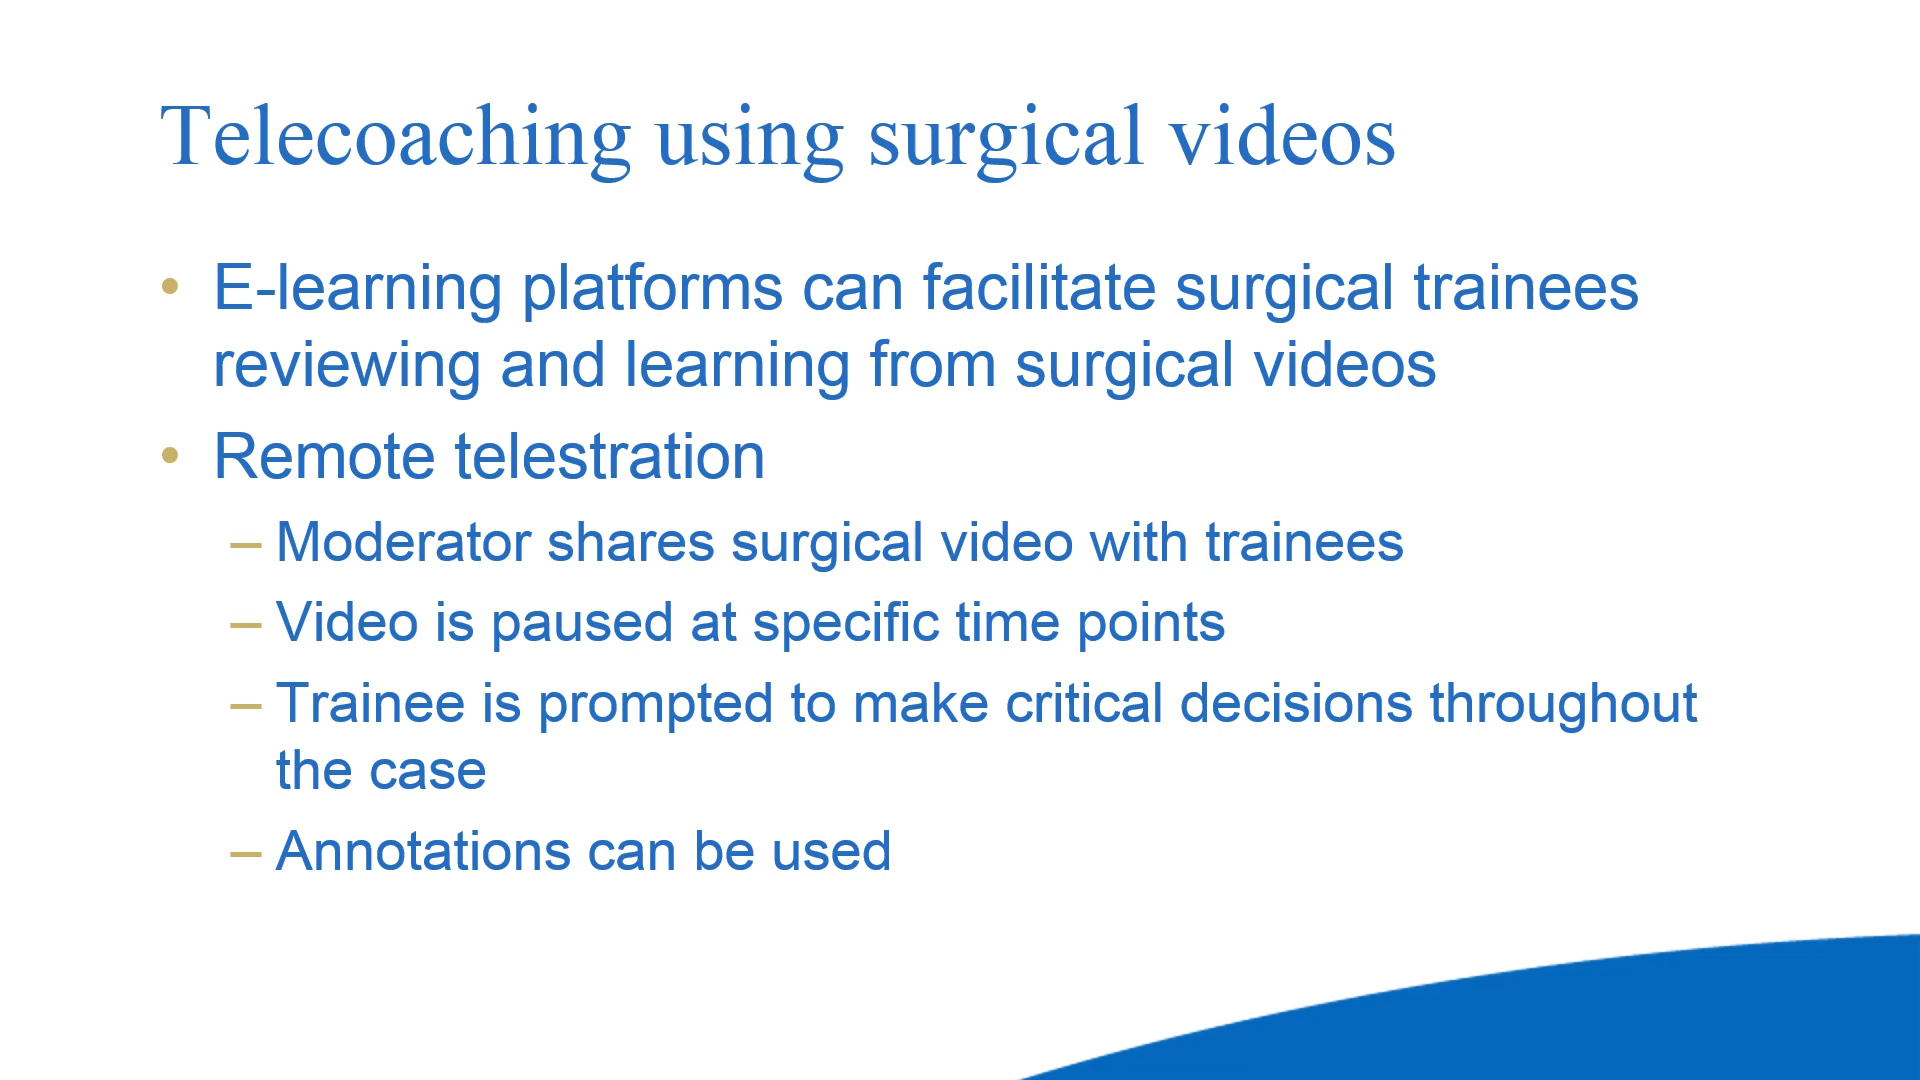 Telecoaching using surgical videos
• E-learning platforms can facilitate surgical trainees
reviewing and learning from surgical videos
• Remote telestration
– Moderator shares surgical video with trainees
– Video is paused at specific time points
– Trainee is prompted to make critical decisions throughout
the case
– Annotations can be used